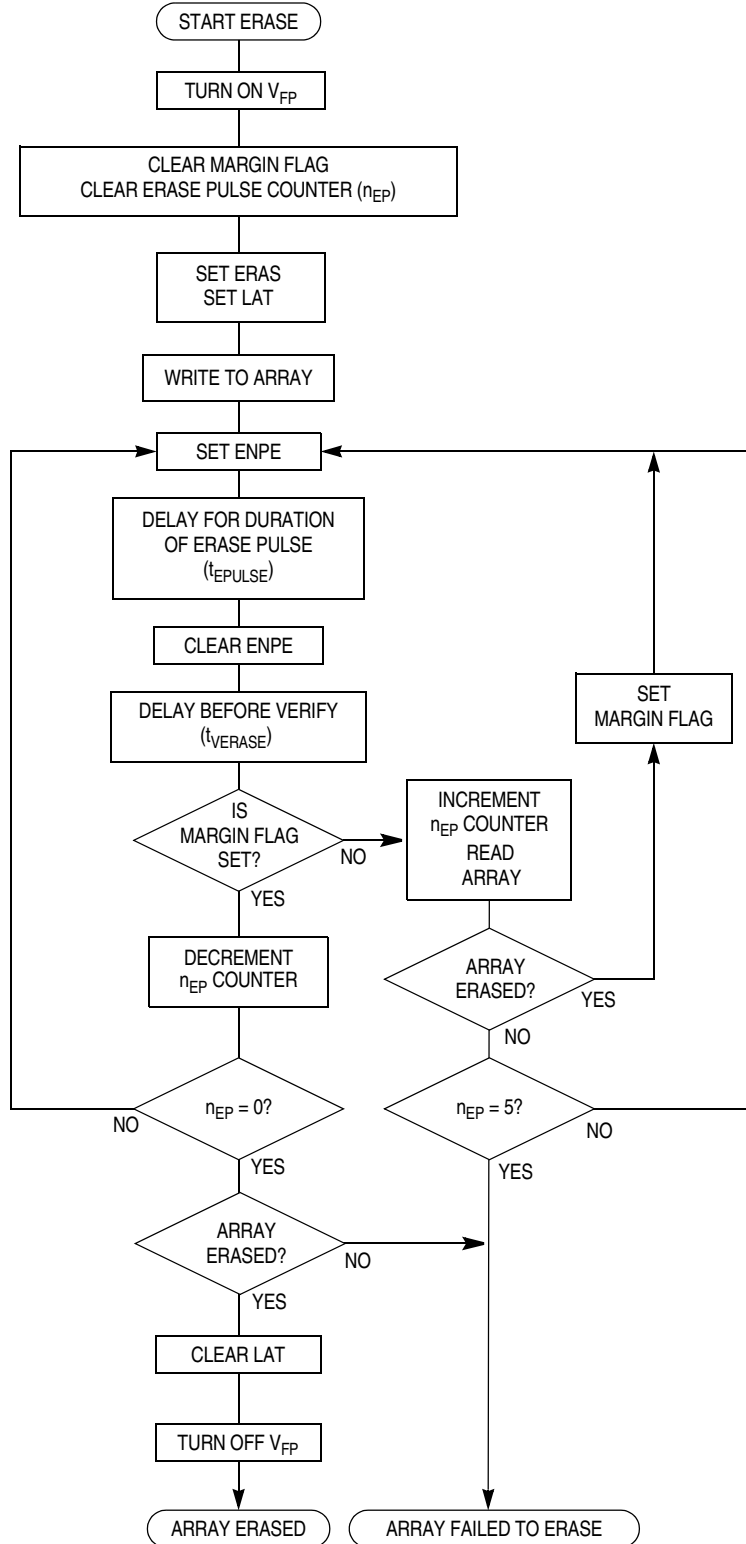 START ERASE
TURN ON VFP
CLEAR MARGIN FLAG
CLEAR ERASE PULSE COUNTER (nEP)
SET ERAS
SET LAT
WRITE TO ARRAY
SET ENPE
DELAY FOR DURATION
OF ERASE PULSE
(tEPULSE)
CLEAR ENPE
DELAY BEFORE VERIFY
(tVERASE)
SET
MARGIN FLAG
IS
MARGIN FLAG
SET?
NO
YES
INCREMENT
nEP COUNTER
READ
ARRAY
DECREMENT
nEP COUNTER
ARRAY
ERASED?
YES
NO
nEP = 0?
NO
YES
nEP = 5?
NO
YES
ARRAY
ERASED?
NO
YES
CLEAR LAT
TURN OFF VFP
ARRAY ERASED
ARRAY FAILED TO ERASE